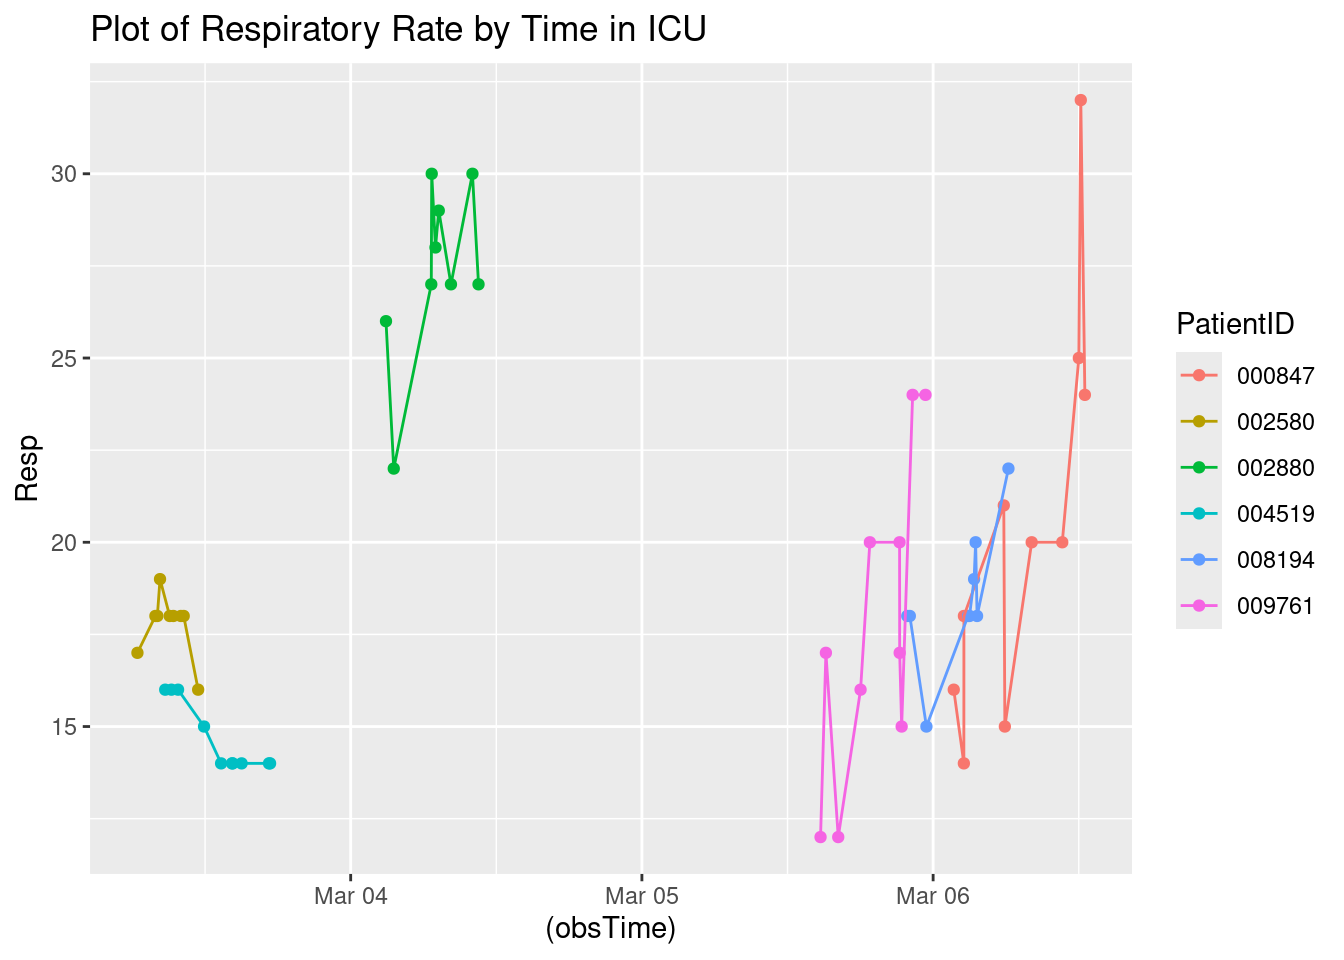 Plot of Respiratory Rate by Time in ICU
30
25
20
15
Resp
Mar 04
Mar 05
Mar 06
(obsTime)
PatientID
000847
002580
002880
004519
008194
009761